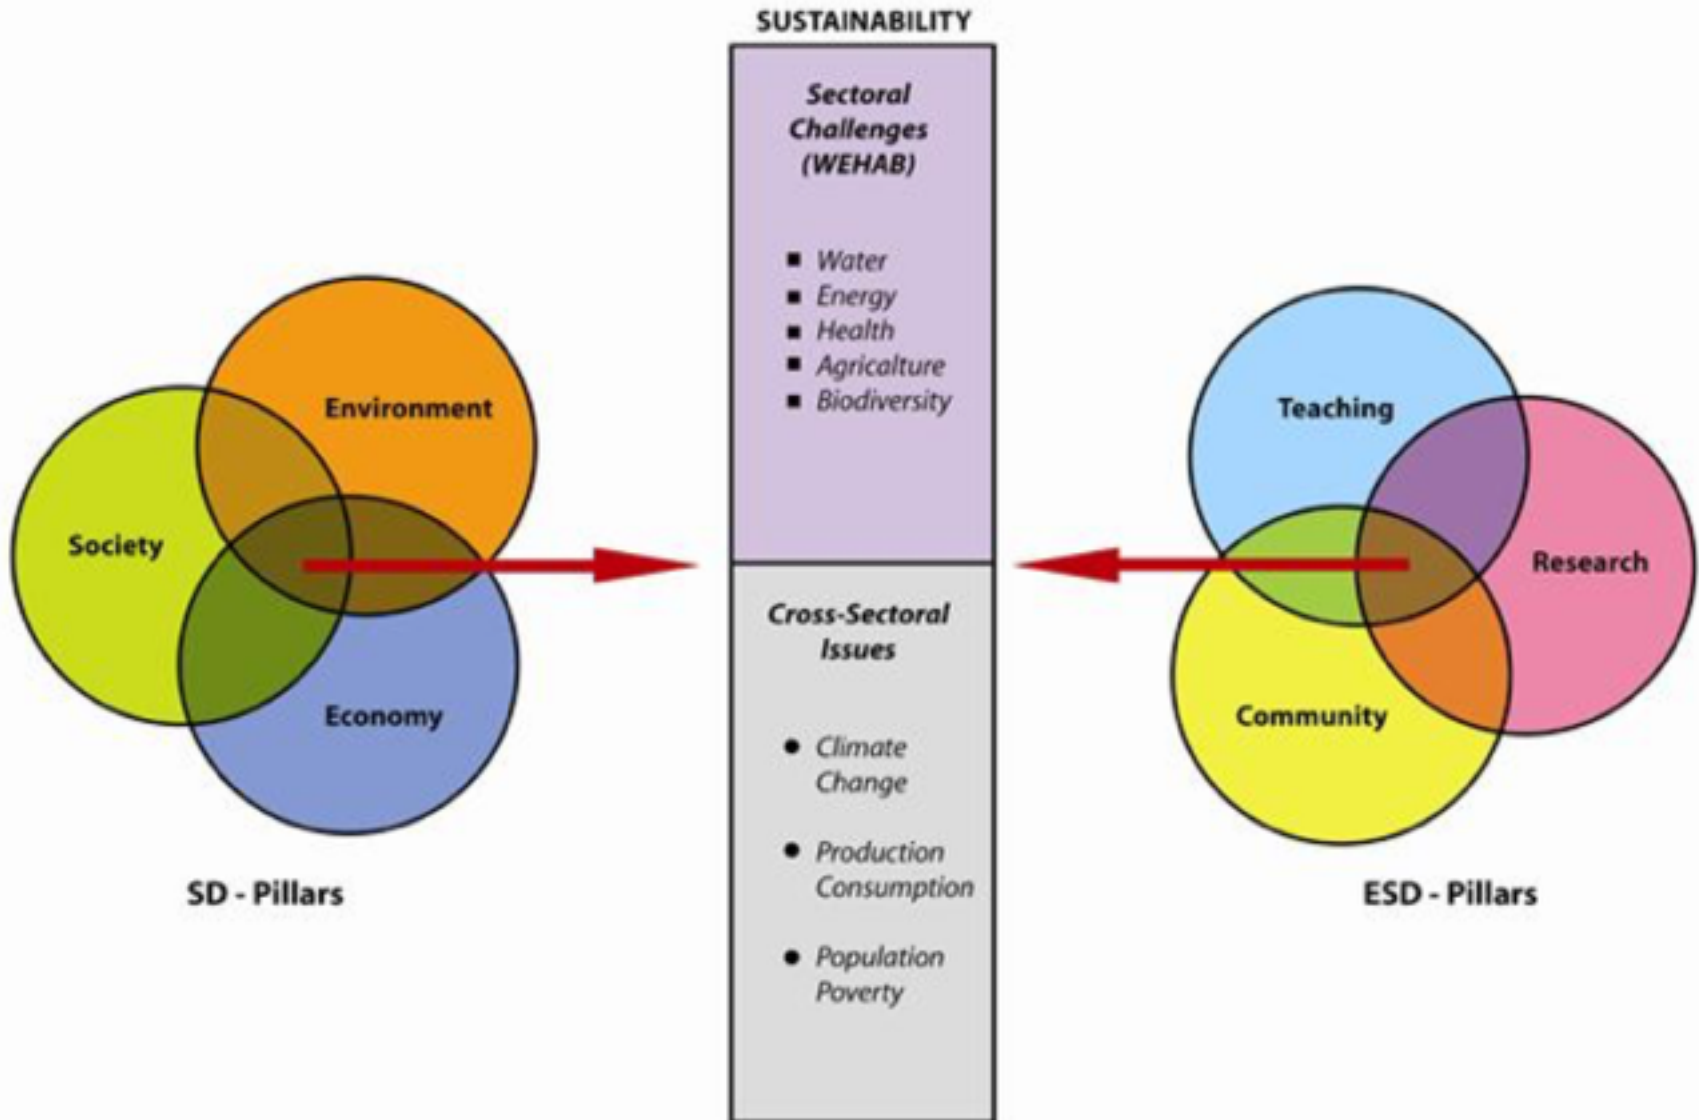 SUSTAINABILITY
Sectoral
Challenges
(WEHAB)
▪ Water
▪ Energy
▪ Health
▪ Agricalture
▪ Biodiversity
Cross-Sectoral
Issues
• Climate
Change
• Production
Consumption
• Population
Poverty
Environment
Society
Economy
SD - Pillars
Teaching
Research
Community
ESD - Pillars